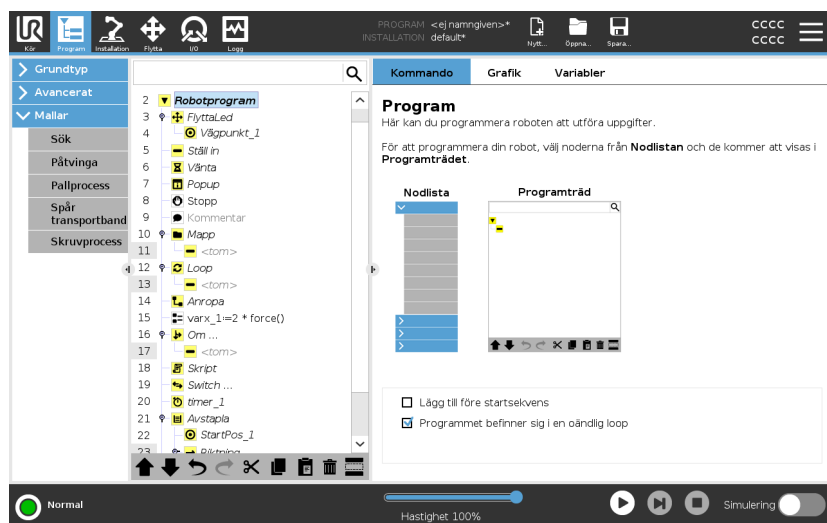 UR
PROGRAM <ej namngiven>*
INSTALLATION default*
CCCC
CCCC
Kör
Program
Installation
Flytta
I/O
Logg
Nytt...
Öppna...
Spara...
Grundtyp
Avancerat
Mallar
Sök
Påtvinga
Pallprocess
Spår
transportband
Skruvprocess
2 Robotprogram
3 FlyttaLed
4 Vägpunkt_1
5 Ställ in
6 Vänta
7 Popup
8 Stopp
9 Kommentar
10 Mapp
11 <tom>
12 Loop
13 <tom>
14 Anropa
15 varx_1:=2 * force()
16 Om ...
17 <tom>
18 Skript
19 Switch ...
20 timer_1
21 Avstapla
22 StartPos_1
23 Riktning
Kommando
Grafik
Variabler
Program
Här kan du programmera roboten att utföra uppgifter.
För att programmera din robot, välj noderna från Nodlistan och de kommer att visas i
Programträdet.
Nodlista
Programträd
Lägg till före startsekvens
Programmet befinner sig i en oändlig loop
Normal
Hastighet 100%
Simulering